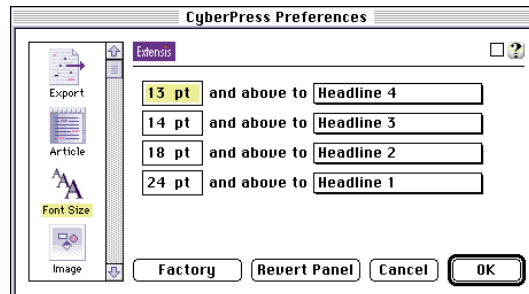 CyberPress Preferences
Extensis
?
Export
Article
AAA
Font Size
Image
13 pt and above to Headline 4
14 pt and above to Headline 3
18 pt and above to Headline 2
24 pt and above to Headline 1
Factory Revert Panel Cancel OK